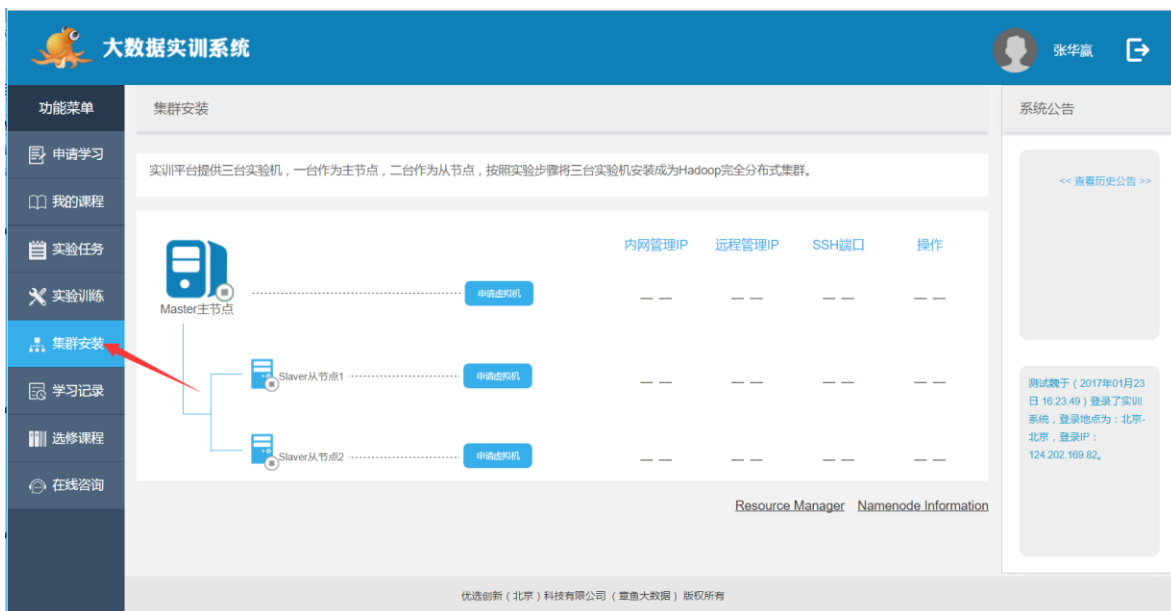 大数据实训系统
张华赢
功能菜单
申请学习
我的课程
实验任务
实验训练
集群安装
学习记录
选修课程
在线咨询
集群安装
实训平台提供三台实验机，一台作为主节点，二台作为从节点，按照实验步骤将三台实验机安装成为Hadoop完全分布式集群。
内网管理IP 远程管理IP SSH端口 操作
Master主节点 申请虚拟机 — — — — — — — —
Slaver从节点1 申请虚拟机 — — — — — — — —
Slaver从节点2 申请虚拟机 — — — — — — — —
Resource Manager Namenode Information
系统公告
<< 查看历史公告 >>
测试魏于（2017年01月23
日 16:23:49）登录了实训
系统，登录地点为：北京-
北京，登录IP：
124.202.169.82。
优选创新（北京）科技有限公司（章鱼大数据）版权所有